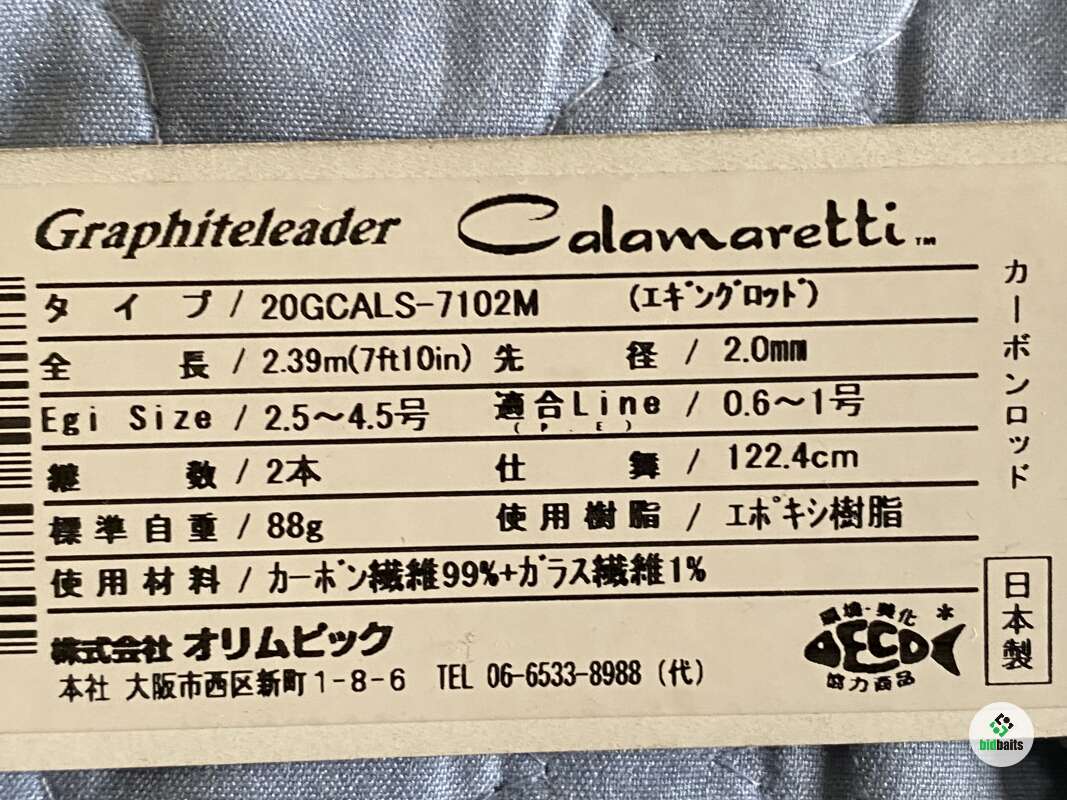 Graphiteleader Calamaretti™
タイプ / 20GCALS-7102M (エギングロッド)
全長 / 2.39m(7ft10in) 先径 / 2.0mm
Egi Size / 2.5〜4.5号 適合Line / 0.6〜1号
(P.E)
継数 / 2本 仕舞 / 122.4cm
標準自重 / 88g 使用樹脂 / エポキシ樹脂
使用材料 / カーボン繊維99%+ガラス繊維1%
株式会社 オリムピック
本社 大阪市西区新町1-8-6 TEL 06-6533-8988 (代)
カーボンロッド
日本製
環境・美化
ECO
協力商品
bidbaits